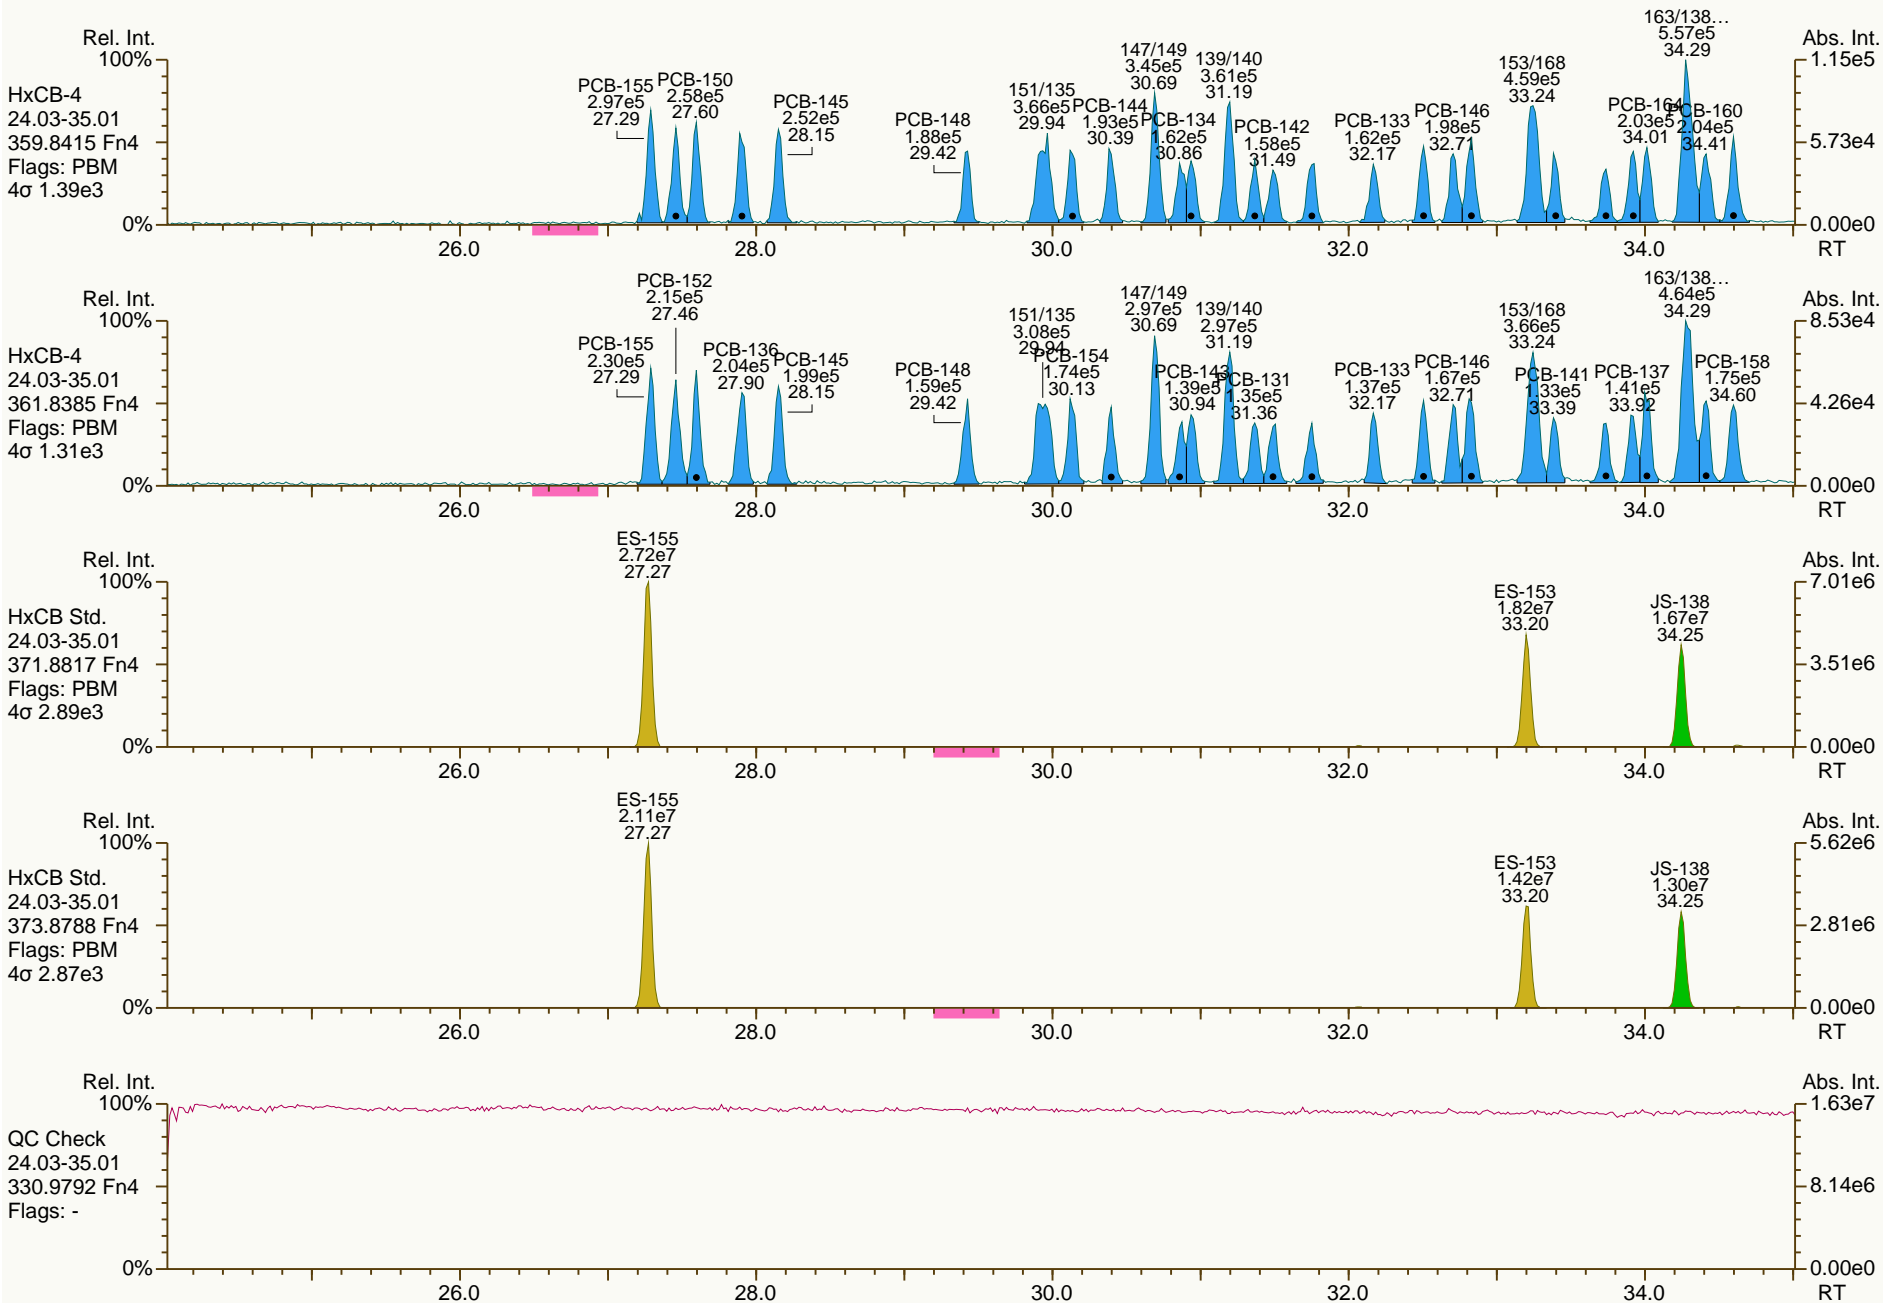 Rel. Int.
100%
0%
HxCB-4
24.03-35.01
359.8415 Fn4
Flags: PBM
4σ 1.39e3
PCB-155
2.97e5
27.29
PCB-150
2.58e5
27.60
PCB-145
2.52e5
28.15
PCB-148
1.88e5
29.42
151/135
3.66e5
29.94
PCB-144
1.93e5
30.39
147/149
3.45e5
30.69
PCB-134
1.62e5
30.86
139/140
3.61e5
31.19
PCB-142
1.58e5
31.49
PCB-133
1.62e5
32.17
PCB-146
1.98e5
32.71
153/168
4.59e5
33.24
PCB-164
2.03e5
34.01
163/138...
5.57e5
34.29
PCB-160
2.04e5
34.41
Abs. Int.
1.15e5
5.73e4
0.00e0
26.0 28.0 30.0 32.0 34.0 RT
Rel. Int.
100%
0%
HxCB-4
24.03-35.01
361.8385 Fn4
Flags: PBM
4σ 1.31e3
PCB-155
2.30e5
27.29
PCB-152
2.15e5
27.46
PCB-136
2.04e5
27.90
PCB-145
1.99e5
28.15
PCB-148
1.59e5
29.42
151/135
3.08e5
29.94
PCB-154
1.74e5
30.13
147/149
2.97e5
30.69
PCB-143
1.39e5
30.94
139/140
2.97e5
31.19
PCB-131
1.35e5
31.36
PCB-133
1.37e5
32.17
PCB-146
1.67e5
32.71
153/168
3.66e5
33.24
PCB-141
1.33e5
33.39
PCB-137
1.41e5
33.92
163/138...
4.64e5
34.29
PCB-158
1.75e5
34.60
Abs. Int.
8.53e4
4.26e4
0.00e0
26.0 28.0 30.0 32.0 34.0 RT
Rel. Int.
100%
0%
HxCB Std.
24.03-35.01
371.8817 Fn4
Flags: PBM
4σ 2.89e3
ES-155
2.72e7
27.27
ES-153
1.82e7
33.20
JS-138
1.67e7
34.25
Abs. Int.
7.01e6
3.51e6
0.00e0
26.0 28.0 30.0 32.0 34.0 RT
Rel. Int.
100%
0%
HxCB Std.
24.03-35.01
373.8788 Fn4
Flags: PBM
4σ 2.87e3
ES-155
2.11e7
27.27
ES-153
1.42e7
33.20
JS-138
1.30e7
34.25
Abs. Int.
5.62e6
2.81e6
0.00e0
26.0 28.0 30.0 32.0 34.0 RT
Rel. Int.
100%
0%
QC Check
24.03-35.01
330.9792 Fn4
Flags: -
Abs. Int.
1.63e7
8.14e6
0.00e0
26.0 28.0 30.0 32.0 34.0 RT